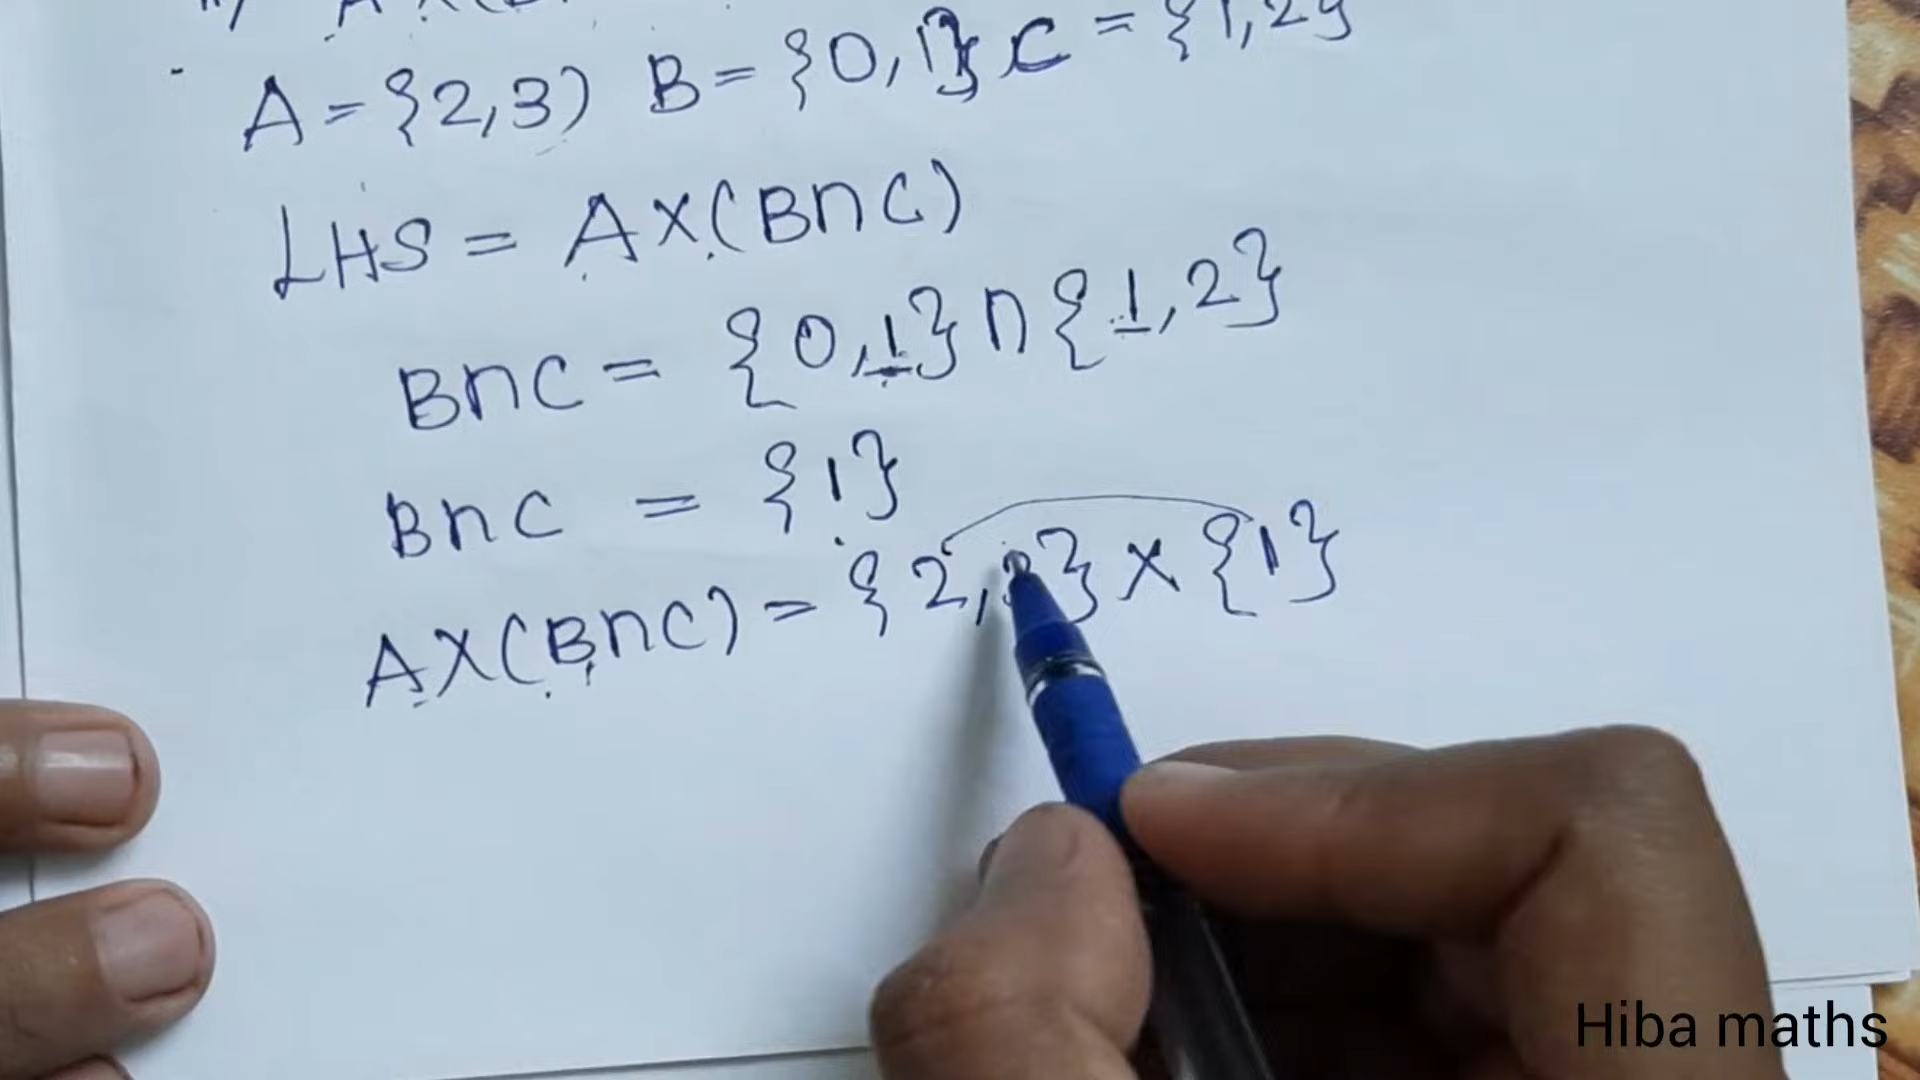 A = {2,3) B = {0,1} C = {1,2}
LHS = A X (B∩C)
B∩C = {0,1} ∩ {1,2}
B∩C = {1}
A X (B∩C) = {2,3} X {1}
Hiba maths